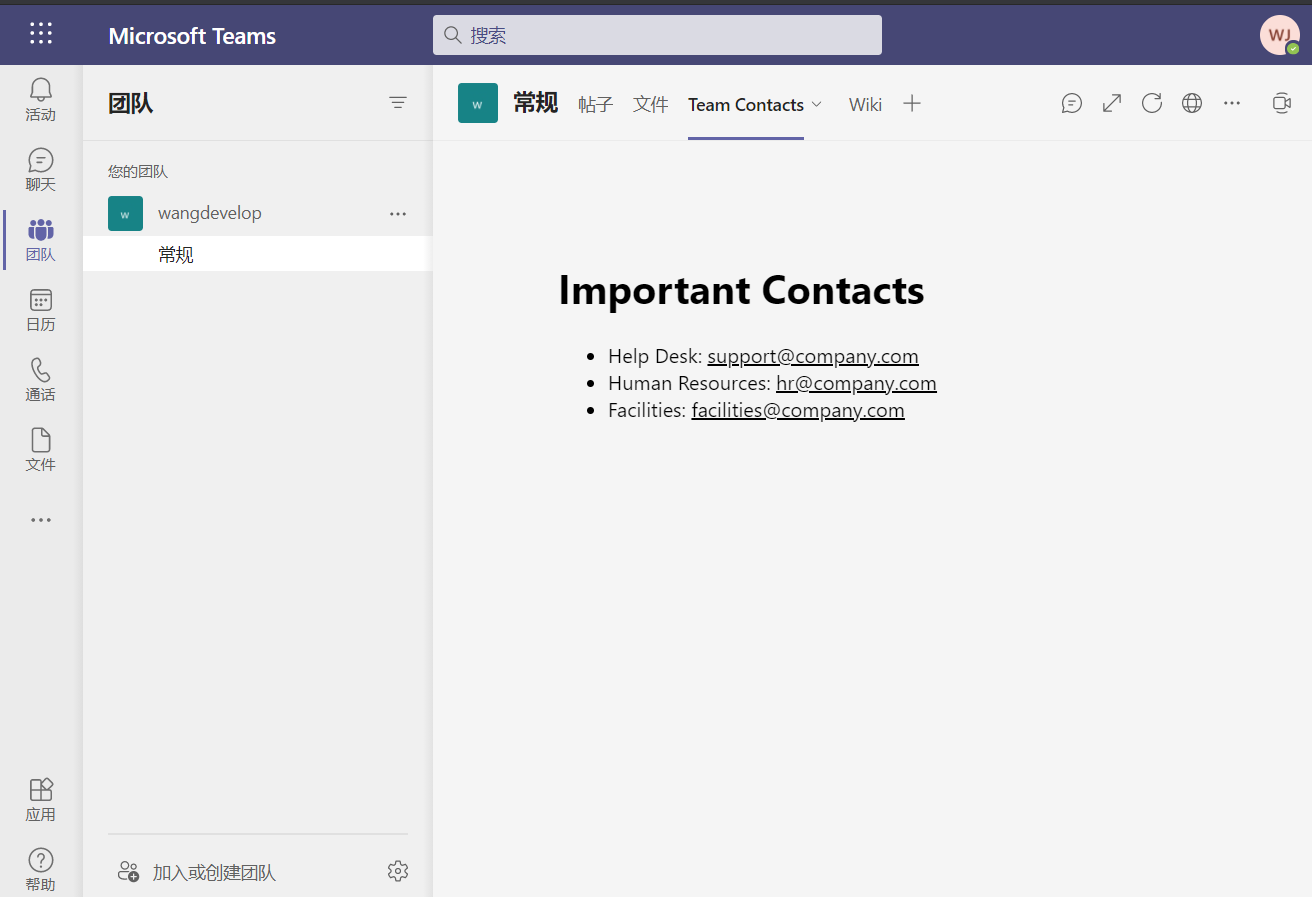 Microsoft Teams
搜索
WJ
活动
聊天
团队
日历
通话
文件
应用
帮助
团队
您的团队
w wangdevelop
常规
加入或创建团队
w 常规 帖子 文件 Team Contacts Wiki
Important Contacts
• Help Desk: support@company.com
• Human Resources: hr@company.com
• Facilities: facilities@company.com